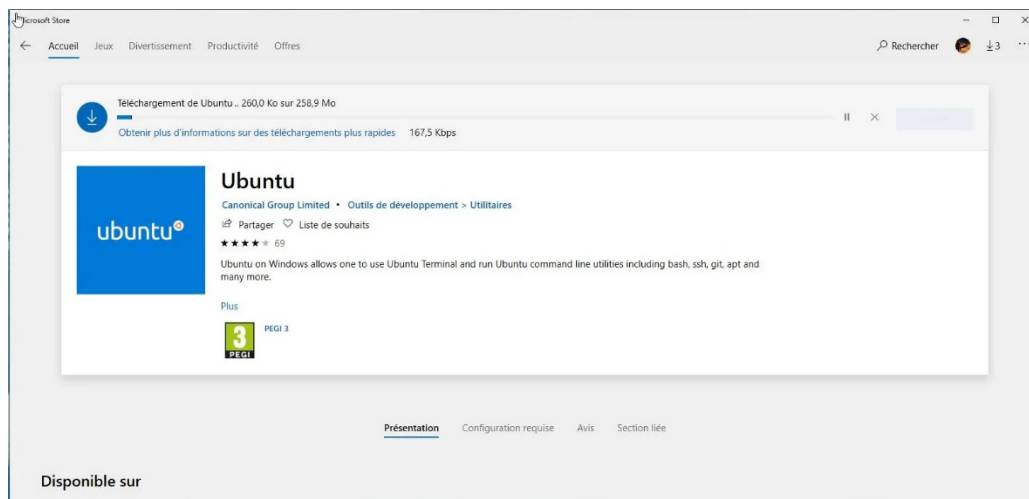 Microsoft Store
Accueil Jeux Divertissement Productivité Offres Rechercher 3
Téléchargement de Ubuntu .. 260,0 Ko sur 258,9 Mo
Obtenir plus d'informations sur des téléchargements plus rapides 167,5 Kbps
ubuntu
Ubuntu
Canonical Group Limited • Outils de développement > Utilitaires
Partager Liste de souhaits
69
Ubuntu on Windows allows one to use Ubuntu Terminal and run Ubuntu command line utilities including bash, ssh, git, apt and
many more.
Plus
3
PEGI
PEGI 3
Présentation Configuration requise Avis Section liée
Disponible sur